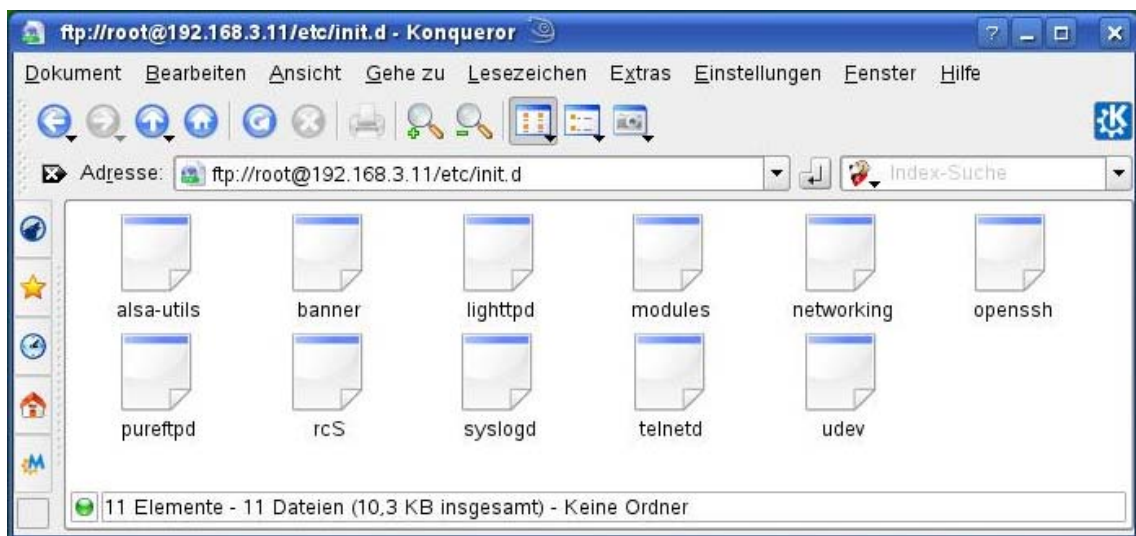 ftp://root@192.168.3.11/etc/init.d - Konqueror
Dokument Bearbeiten Ansicht Gehe zu Lesezeichen Extras Einstellungen Fenster Hilfe
Adresse: ftp://root@192.168.3.11/etc/init.d Index-Suche
alsa-utils banner lighttpd modules networking openssh
pureftpd rcS syslogd telnetd udev
11 Elemente - 11 Dateien (10,3 KB insgesamt) - Keine Ordner